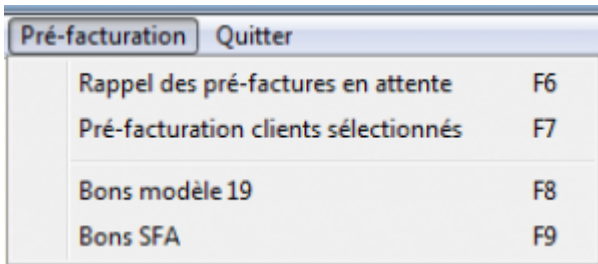 Pré-facturation Quitter
Rappel des pré-factures en attente F6
Pré-facturation clients sélectionnés F7
Bons modèle 19 F8
Bons SFA F9